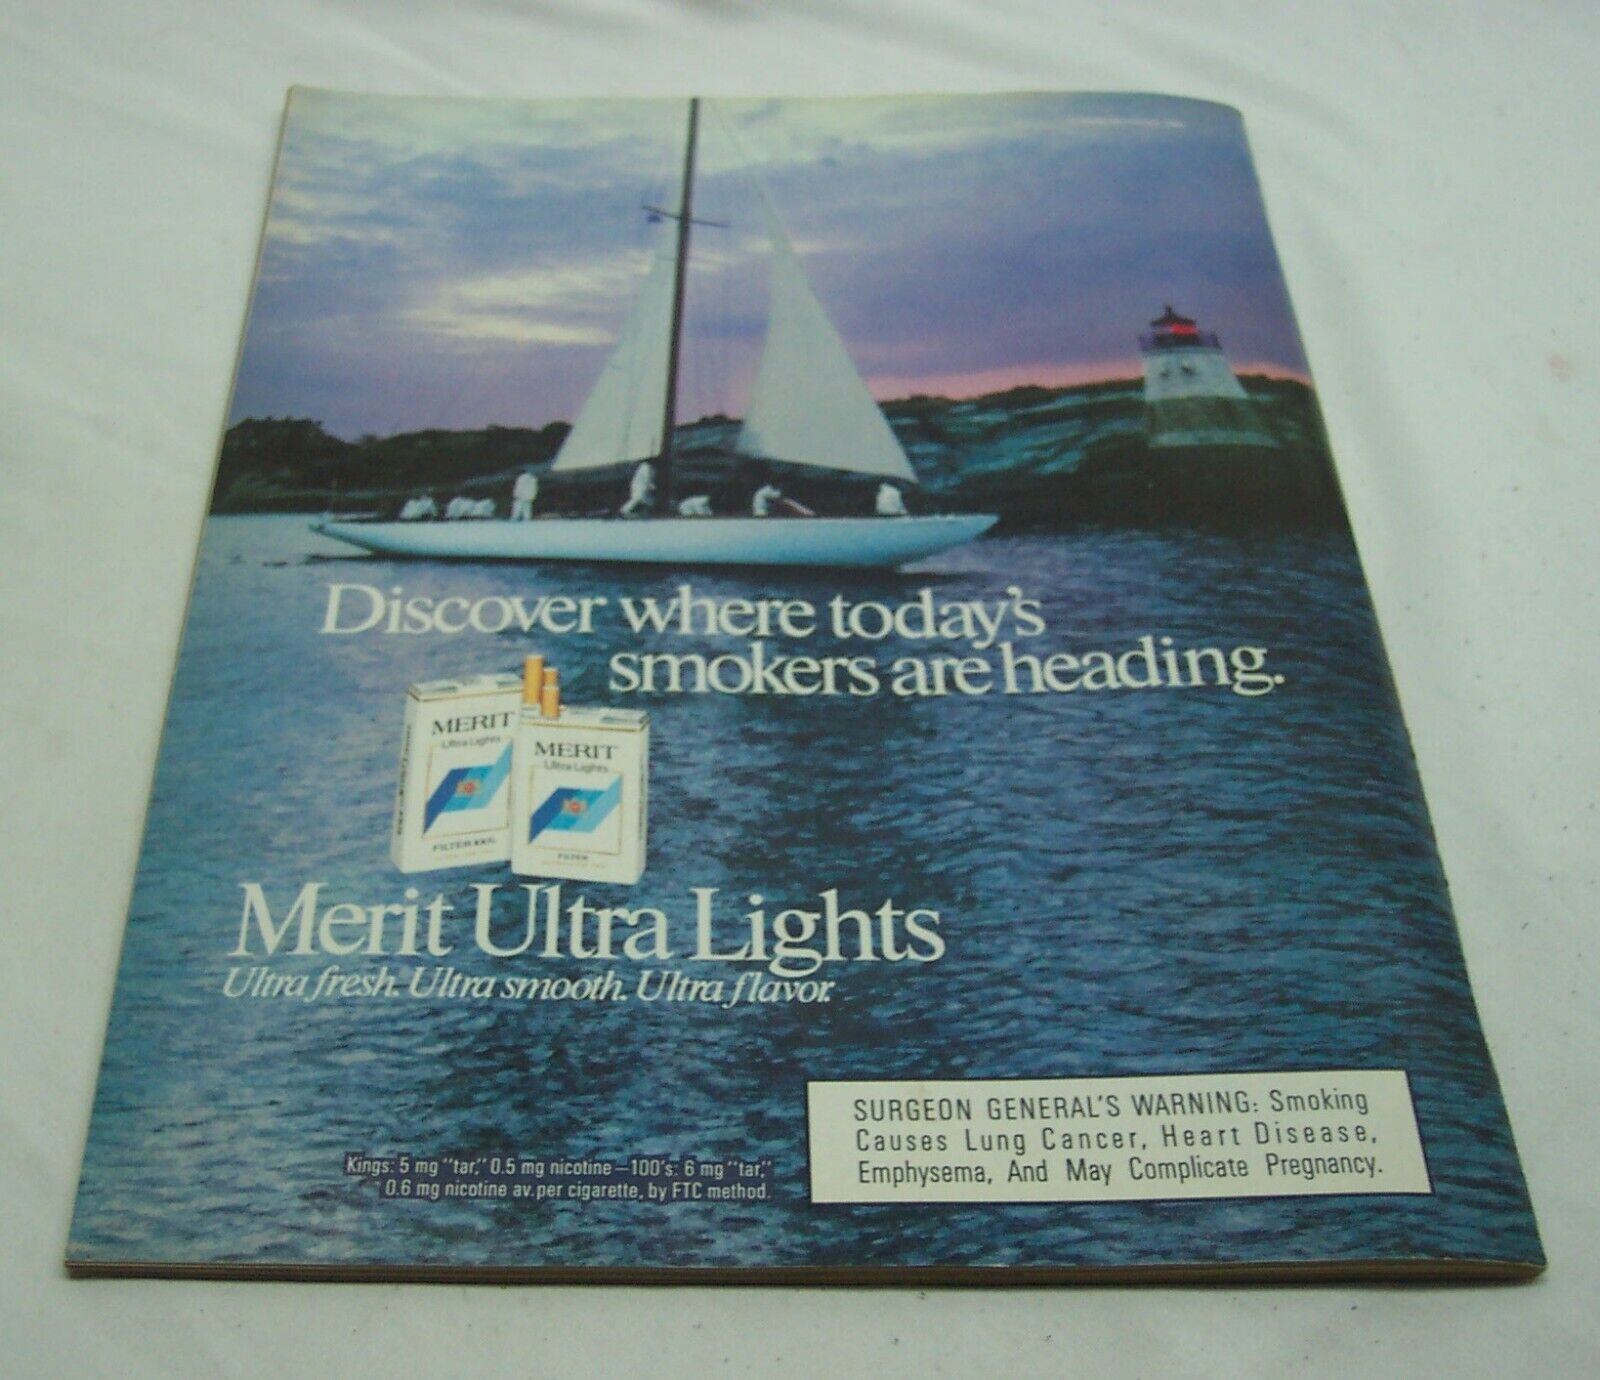 Discover where today's
smokers are heading.
MERIT
Ultra Lights
FILTER
MERIT
Ultra Lights
FILTER
Merit Ultra Lights
Ultra fresh. Ultra smooth. Ultra flavor.
Kings: 5 mg "tar," 0.5 mg nicotine—100's: 6 mg "tar,"
0.6 mg nicotine av. per cigarette, by FTC method.
SURGEON GENERAL'S WARNING: Smoking
Causes Lung Cancer, Heart Disease,
Emphysema, And May Complicate Pregnancy.